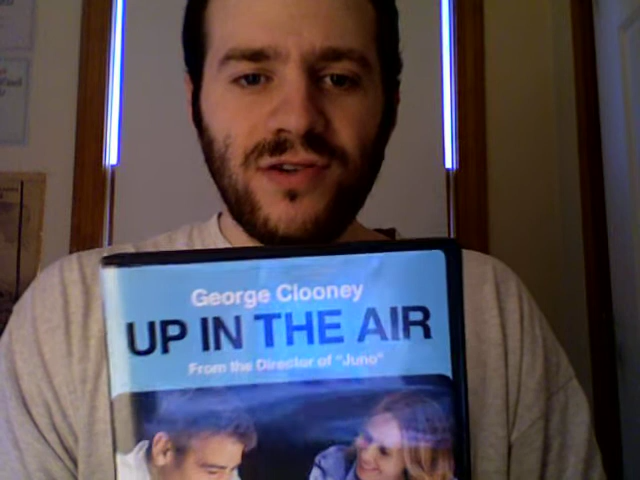 George Clooney
UP IN THE AIR
From the Director of "Juno"